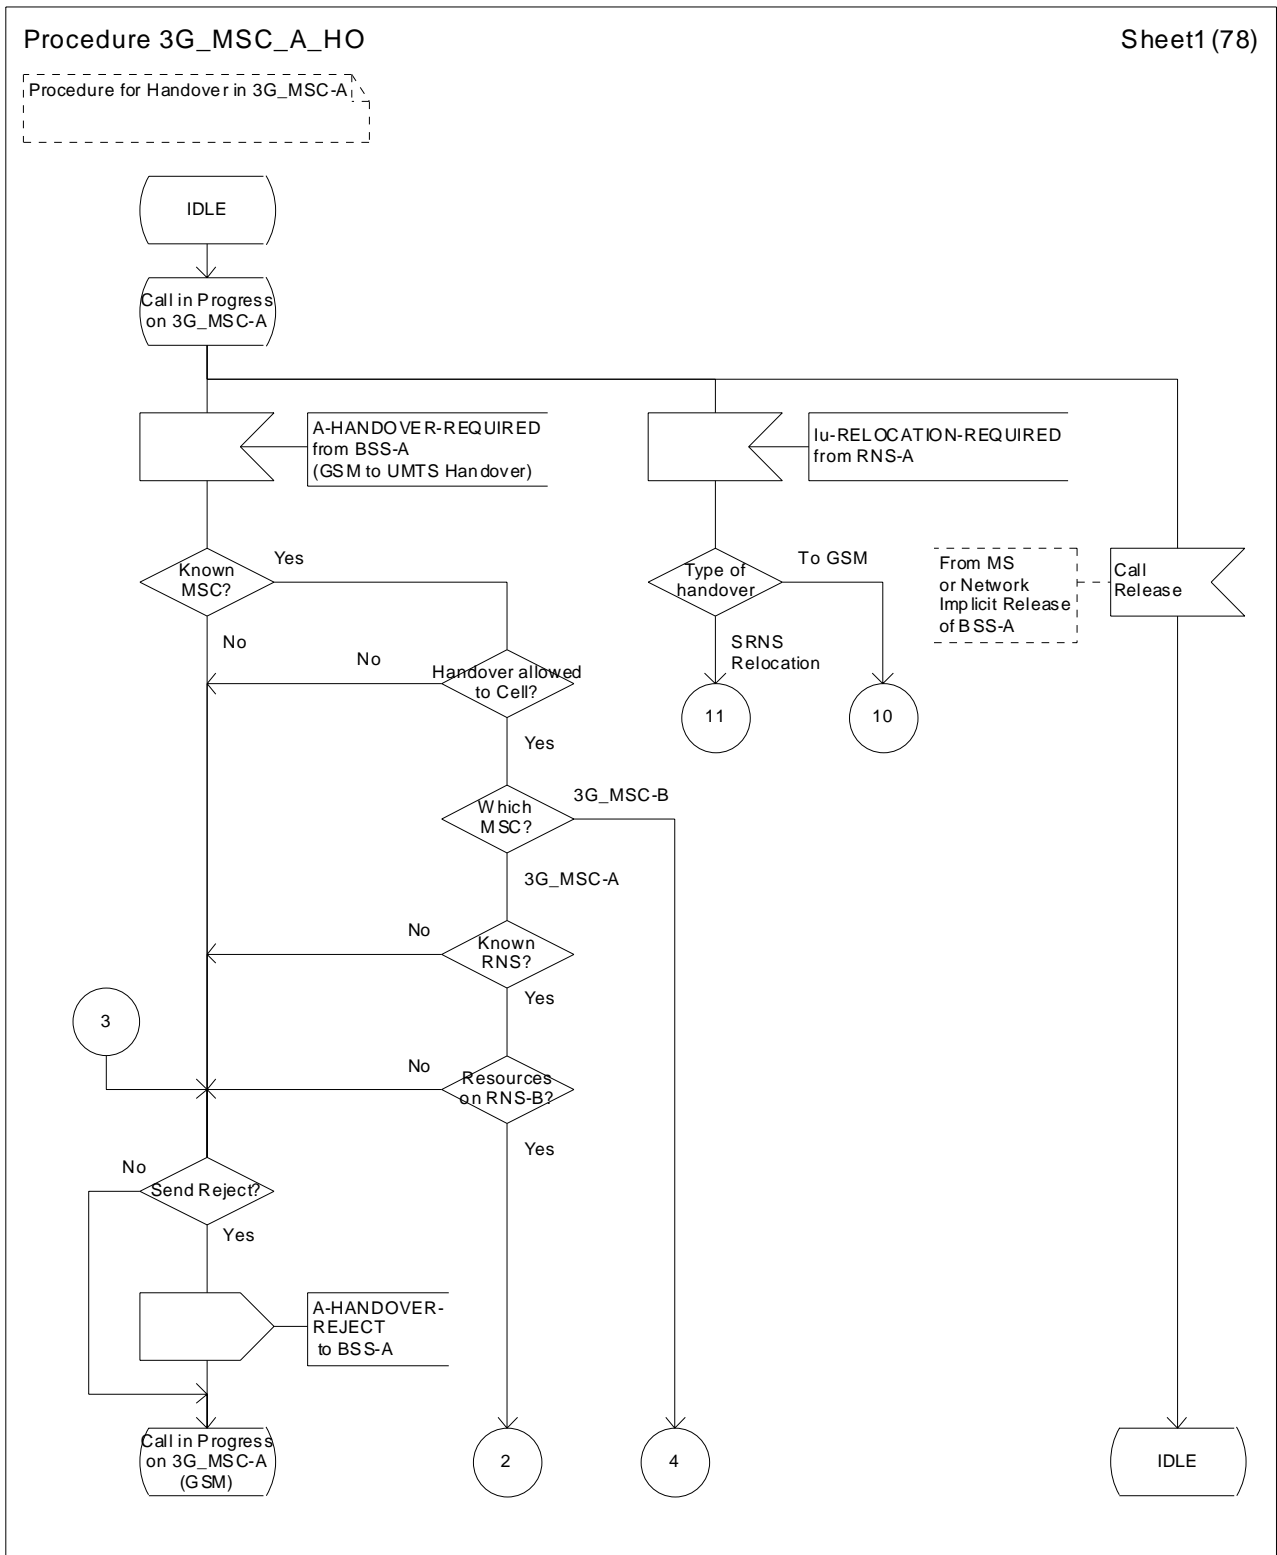 Procedure 3G_MSC_A_HO
Sheet1 (78)
Procedure for Handover in 3G_MSC-A
IDLE
Call in Progress
on 3G_MSC-A
A-HANDOVER-REQUIRED
from BSS-A
(GSM to UMTS Handover)
Iu-RELOCATION-REQUIRED
from RNS-A
Known
MSC?
Yes
No
Type of
handover
To GSM
SRNS
Relocation
From MS
or Network
Implicit Release
of BSS-A
Call
Release
No
Handover allowed
to Cell?
Yes
11
10
Which
MSC?
3G_MSC-B
3G_MSC-A
No
Known
RNS?
Yes
3
No
Resources
on RNS-B?
Yes
No
Send Reject?
Yes
A-HANDOVER-
REJECT
to BSS-A
Call in Progress
on 3G_MSC-A
(GSM)
2
4
IDLE